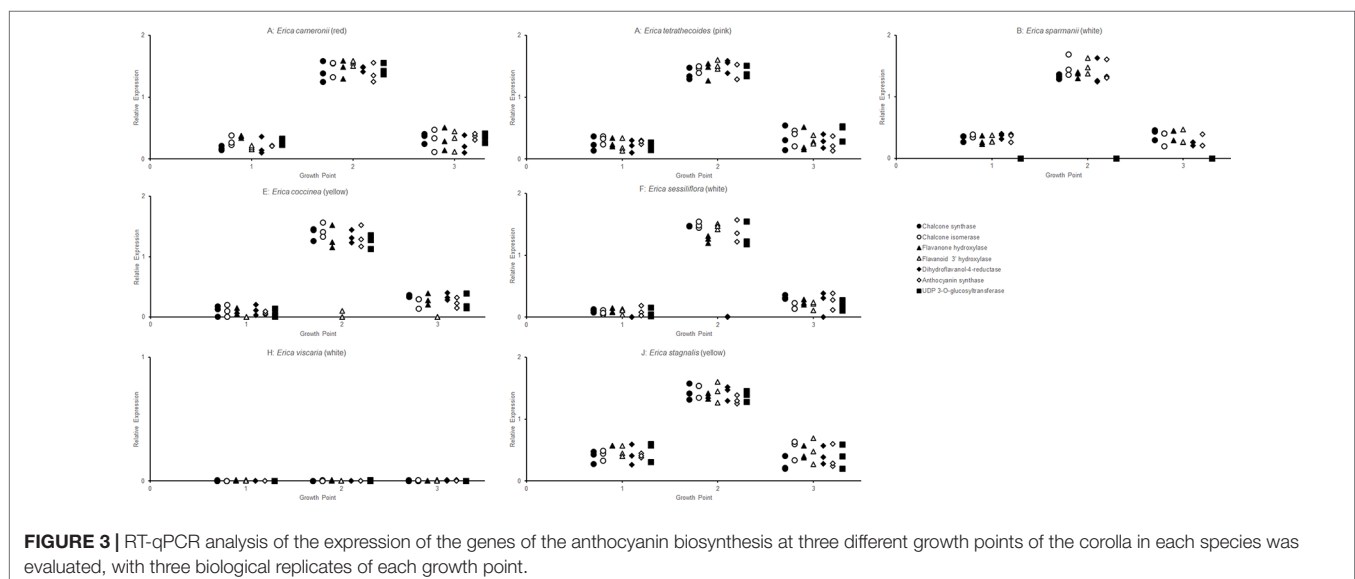 A: Erica cameronii (red)
2
1
0
Relative Expression
0
1
2
3
Growth Point
A: Erica tetrathecoides (pink)
2
1
0
Relative Expression
0
1
2
3
Growth Point
B: Erica sparmanii (white)
2
1
0
Relative Expression
0
1
2
3
Growth Point
E: Erica coccinea (yellow)
2
1
0
Relative Expression
0
1
2
3
Growth Point
F: Erica sessiliflora (white)
2
1
0
Relative Expression
0
1
2
3
Growth Point
Chalcone synthase
Chalcone isomerase
Flavanone hydroxylase
Flavanoid 3' hydroxylase
Dihydroflavanol-4-reductase
Anthocyanin synthase
UDP 3-O-glucosyltransferase
H: Erica viscaria (white)
1
0
Relative Expression
0
1
2
3
Growth Point
J: Erica stagnalis (yellow)
2
1
0
Relative Expression
0
1
2
3
Growth Point
FIGURE 3 | RT-qPCR analysis of the expression of the genes of the anthocyanin biosynthesis at three different growth points of the corolla in each species was
evaluated, with three biological replicates of each growth point.